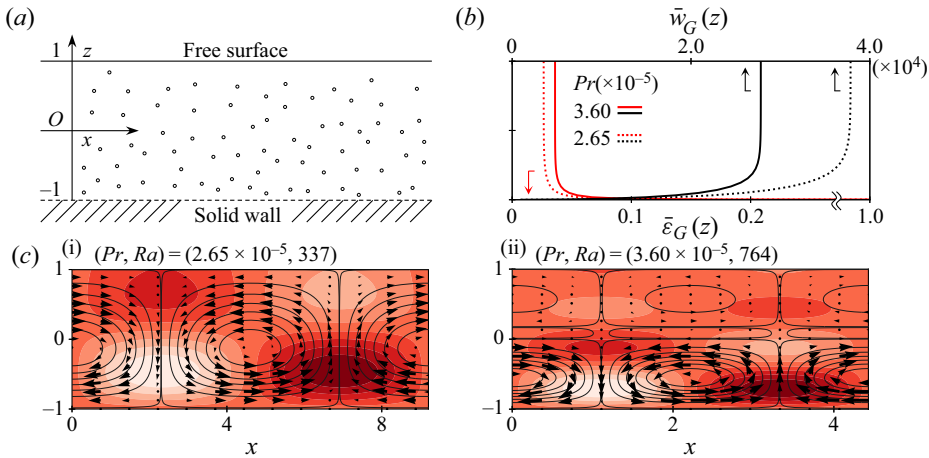 (a)
1
z
Free surface
O
x
−1
Solid wall
(b)
w̄_G (z)
0
2.0
4.0
(×10⁴)
Pr(×10⁻⁵)
3.60
2.65
0
0.1
0.2
1.0
ε̄_G (z)
(c)
(i)
(Pr, Ra) = (2.65 × 10⁻⁵, 337)
1
0
−1
0
4
8
x
(ii)
(Pr, Ra) = (3.60 × 10⁻⁵, 764)
1
0
−1
0
2
4
x